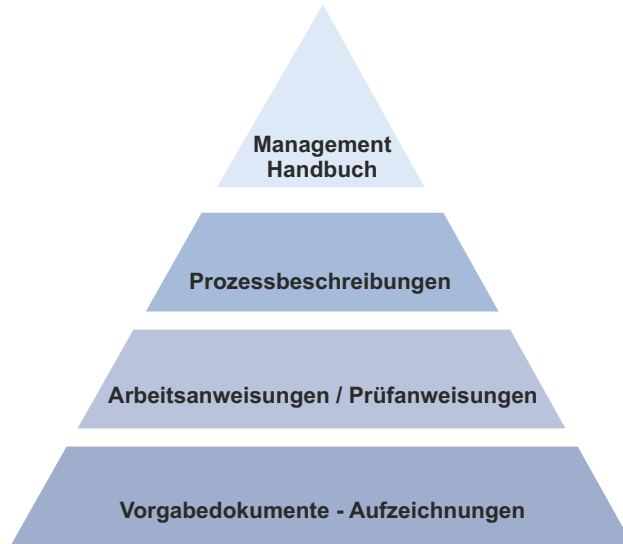 Management
Handbuch
Prozessbeschreibungen
Arbeitsanweisungen / Prüfanweisungen
Vorgabedokumente - Aufzeichnungen